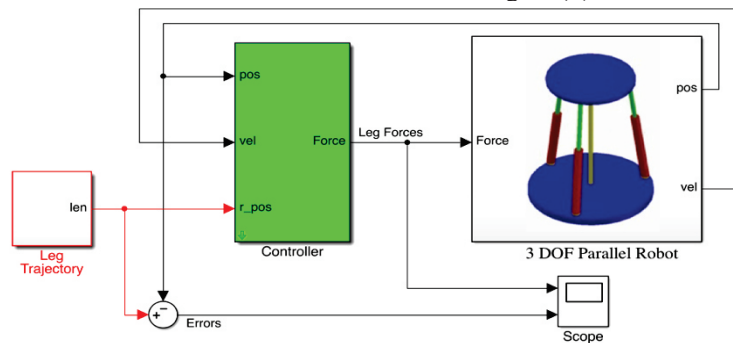 pos
vel
r_pos
Force
Controller
Leg Forces
Force
pos
vel
3 DOF Parallel Robot
len
Leg
Trajectory
Errors
Scope